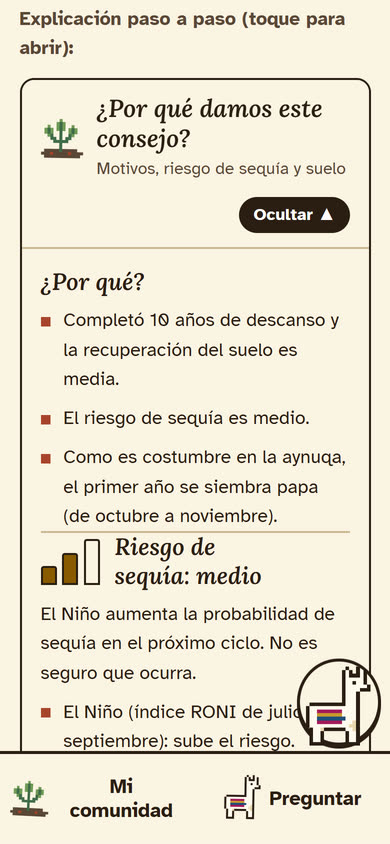 Explicación paso a paso (toque para
abrir):
¿Por qué damos este
consejo?
Motivos, riesgo de sequía y suelo
Ocultar ▲
¿Por qué?
Completó 10 años de descanso y
la recuperación del suelo es
media.
El riesgo de sequía es medio.
Como es costumbre en la aynuqa,
el primer año se siembra papa
(de octubre a noviembre).
Riesgo de
sequía: medio
El Niño aumenta la probabilidad de
sequía en el próximo ciclo. No es
seguro que ocurra.
El Niño (índice RONI de julio
septiembre): sube el riesgo.
Mi
comunidad
Preguntar